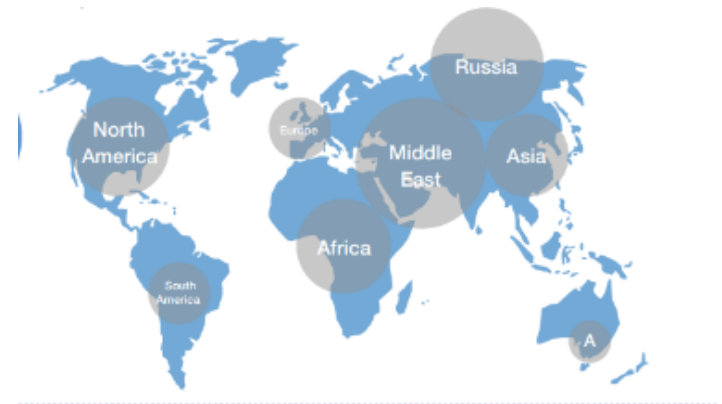 Russia
North
America
Europe
Middle
East
Asia
Africa
South
America
A